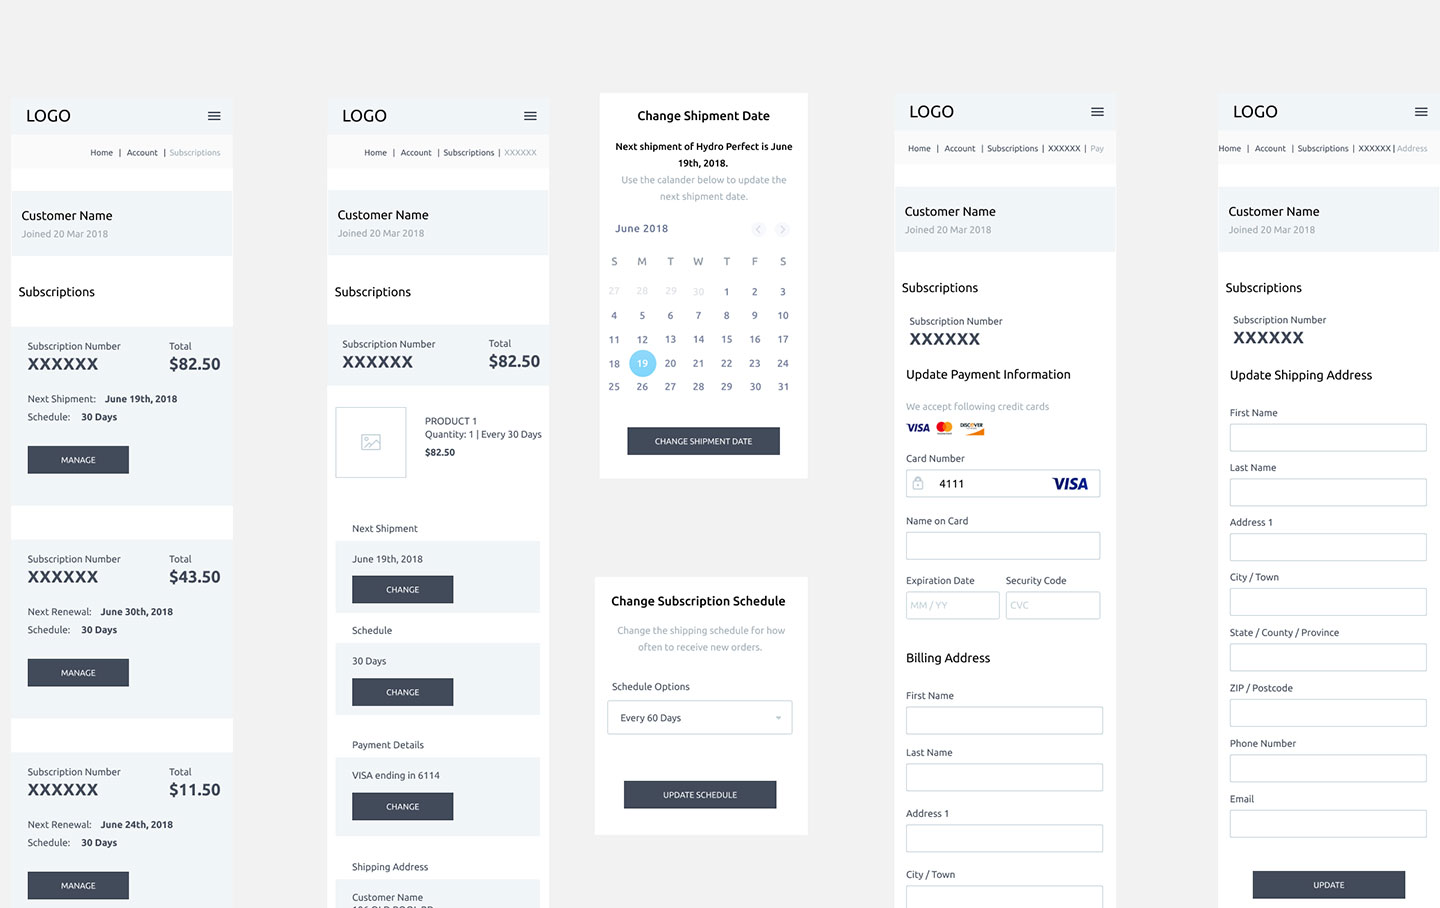 LOGO
Home | Account | Subscriptions
Customer Name
Joined 20 Mar 2018
Subscriptions
Subscription Number Total
XXXXXX $82.50
Next Shipment: June 19th, 2018
Schedule: 30 Days
MANAGE
Subscription Number Total
XXXXXX $43.50
Next Renewal: June 30th, 2018
Schedule: 30 Days
MANAGE
Subscription Number Total
XXXXXX $11.50
Next Renewal: June 24th, 2018
Schedule: 30 Days
MANAGE
LOGO
Home | Account | Subscriptions | XXXXXX
Customer Name
Joined 20 Mar 2018
Subscriptions
Subscription Number Total
XXXXXX $82.50
PRODUCT 1
Quantity: 1 | Every 30 Days
$82.50
Next Shipment
June 19th, 2018
CHANGE
Schedule
30 Days
CHANGE
Payment Details
VISA ending in 6114
CHANGE
Shipping Address
Customer Name
Change Shipment Date
Next shipment of Hydro Perfect is June
19th, 2018.
Use the calander below to update the
next shipment date.
June 2018
S M T W T F S
27 28 29 30 1 2 3
4 5 6 7 8 9 10
11 12 13 14 15 16 17
18 19 20 21 22 23 24
25 26 27 28 29 30 31
CHANGE SHIPMENT DATE
Change Subscription Schedule
Change the shipping schedule for how
often to receive new orders.
Schedule Options
Every 60 Days
UPDATE SCHEDULE
LOGO
Home | Account | Subscriptions | XXXXXX | Pay
Customer Name
Joined 20 Mar 2018
Subscriptions
Subscription Number
XXXXXX
Update Payment Information
We accept following credit cards
VISA DISCOVER
Card Number
4111 VISA
Name on Card
Expiration Date Security Code
MM / YY CVC
Billing Address
First Name
Last Name
Address 1
City / Town
LOGO
Home | Account | Subscriptions | XXXXXX | Address
Customer Name
Joined 20 Mar 2018
Subscriptions
Subscription Number
XXXXXX
Update Shipping Address
First Name
Last Name
Address 1
City / Town
State / County / Province
ZIP / Postcode
Phone Number
Email
UPDATE